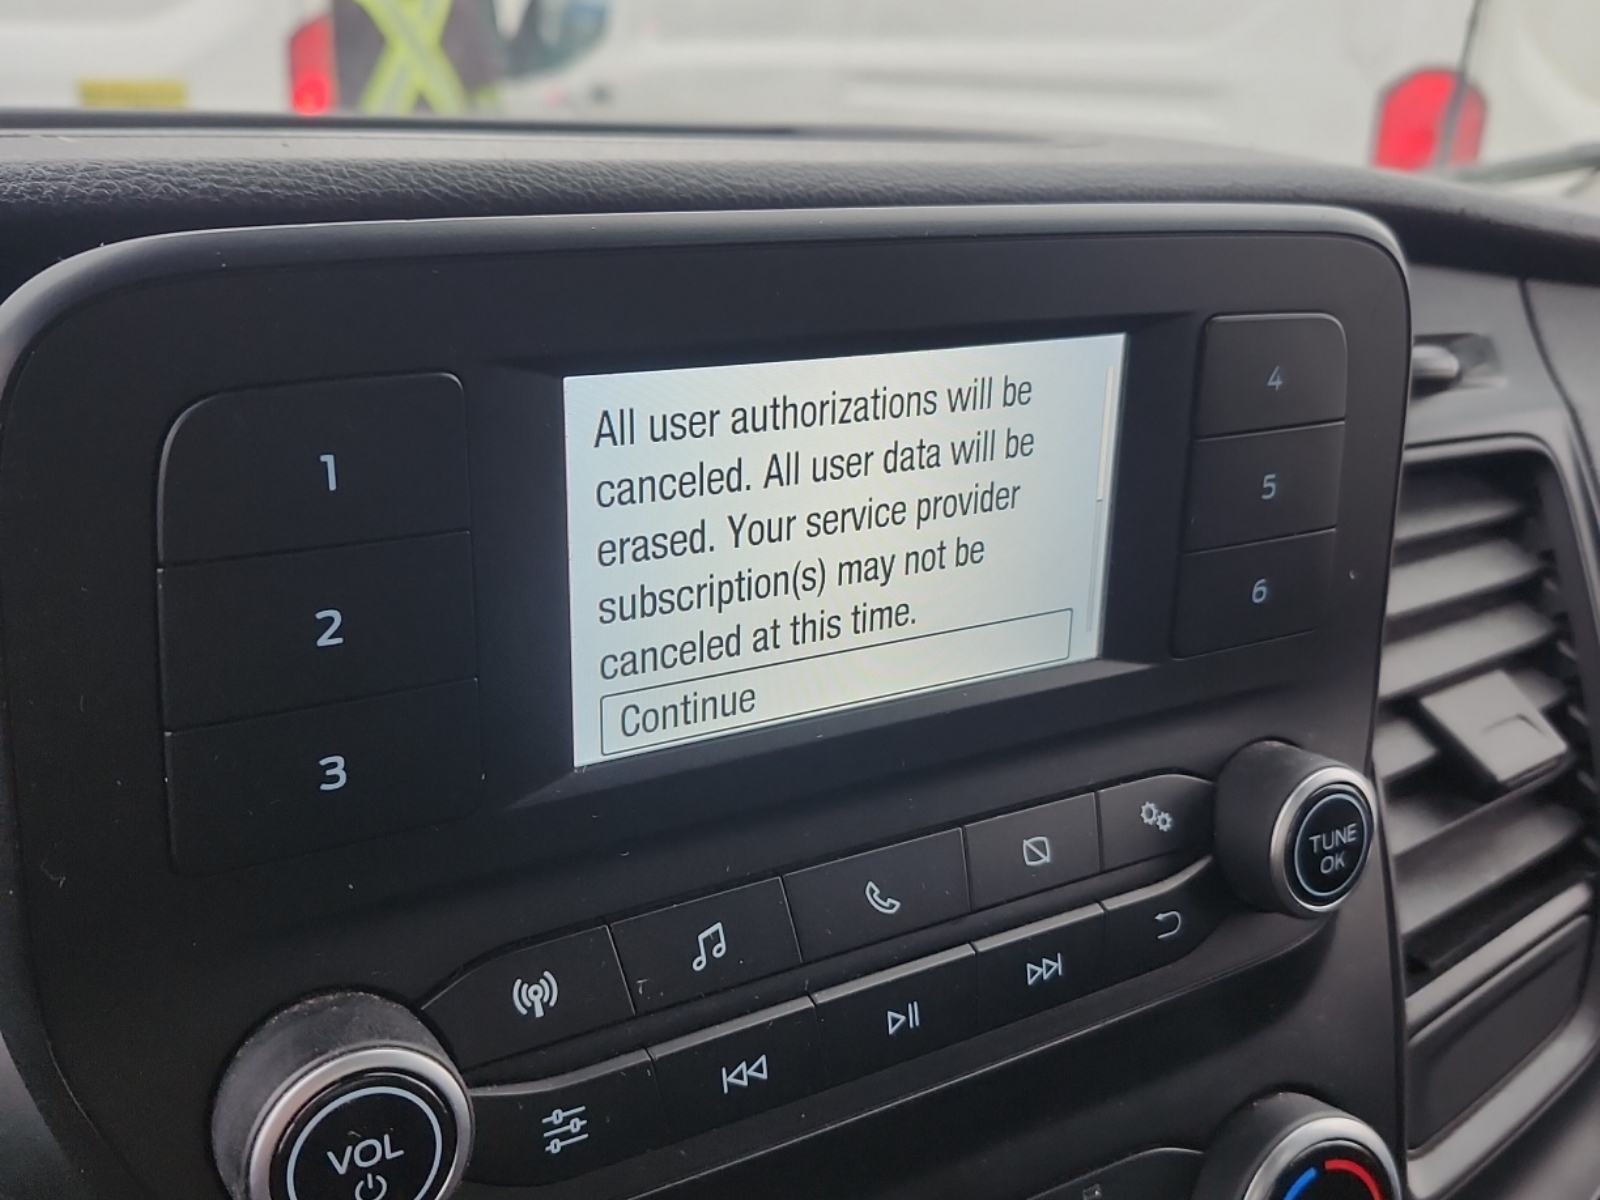 All user authorizations will be
canceled. All user data will be
erased. Your service provider
subscription(s) may not be
canceled at this time.
Continue
1
2
3
4
5
6
TUNE
OK
VOL